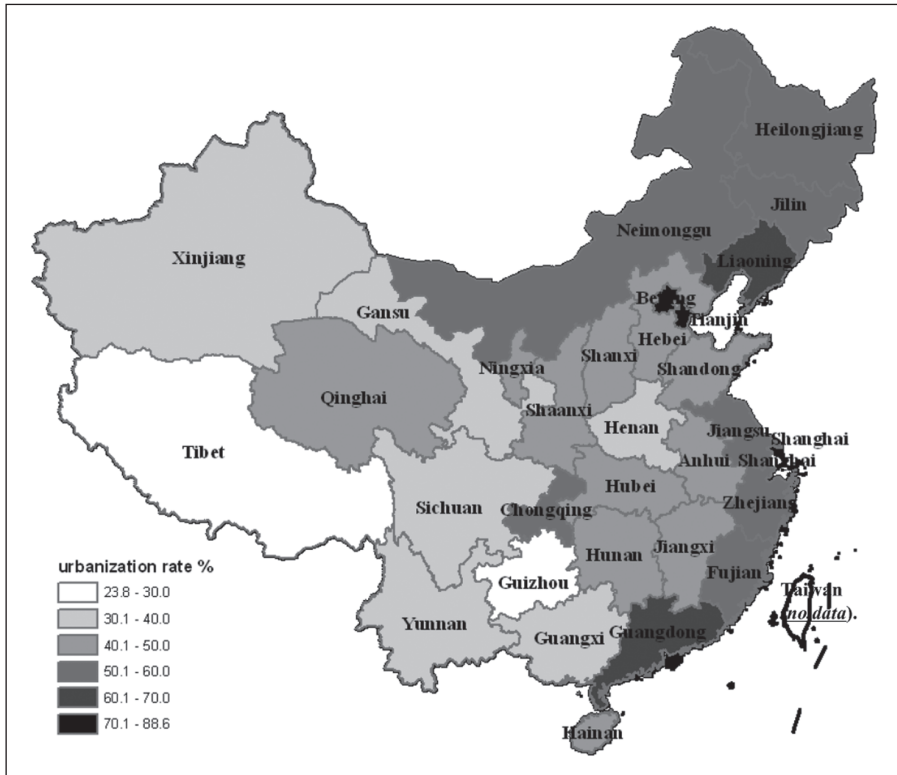 Heilongjiang
Jilin
Neimonggu
Liaoning
Xinjiang
Beijing
Gansu
Tianjin
Hebei
Shanxi
Shandong
Ningxia
Qinghai
Shaanxi
Henan
Jiangsu
Shanghai
Tibet
Anhui
Shanghai
Hubei
Sichuan
Chongqing
Zhejiang
Hunan
Jiangxi
Fujian
Guizhou
Taiwan
(no data).
Yunnan
Guangxi
Guangdong
Hainan
urbanization rate %
23.8 - 30.0
30.1 - 40.0
40.1 - 50.0
50.1 - 60.0
60.1 - 70.0
70.1 - 88.6